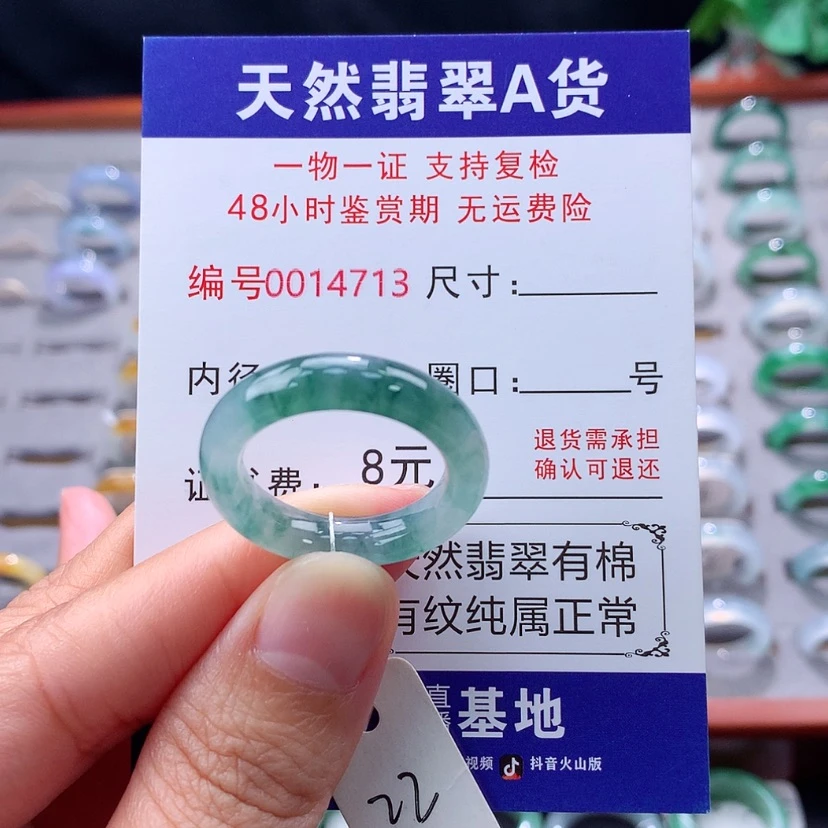 天然翡翠A货
一物一证 支持复检
48小时鉴赏期 无运费险
编号0014713 尺寸:
内径 圈口: 号
退货需承担
证书费: 8元 确认可退还
天然翡翠有棉
有纹纯属正常
直播基地
视频 抖音火山版
22